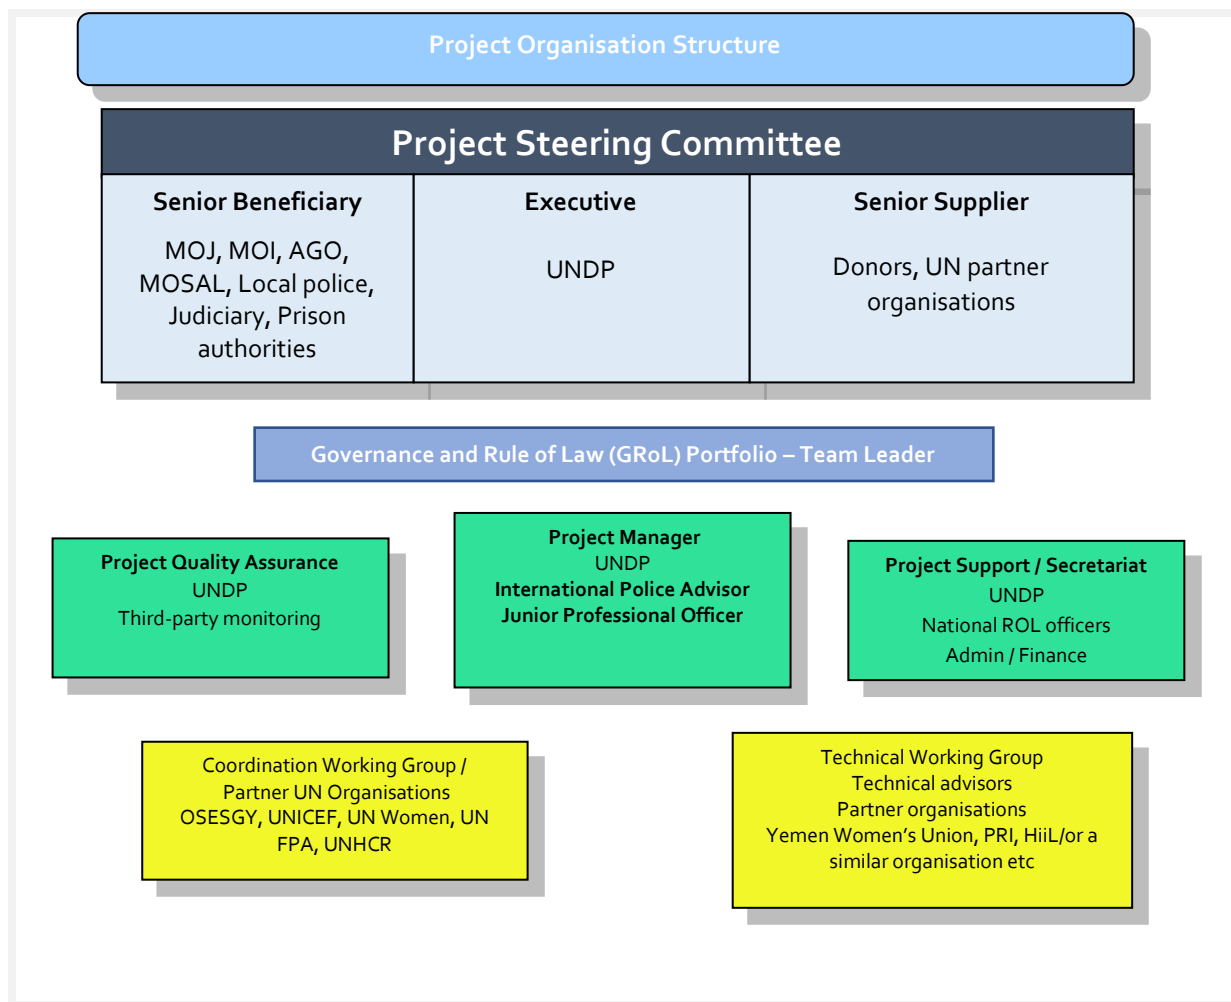 Project Organisation Structure
Project Steering Committee
Senior Beneficiary
MOJ, MOI, AGO,
MOSAL, Local police,
Judiciary, Prison
authorities
Executive
UNDP
Senior Supplier
Donors, UN partner
organisations
Governance and Rule of Law (GRoL) Portfolio – Team Leader
Project Quality Assurance
UNDP
Third-party monitoring
Project Manager
UNDP
International Police Advisor
Junior Professional Officer
Project Support / Secretariat
UNDP
National ROL officers
Admin / Finance
Coordination Working Group /
Partner UN Organisations
OSESGY, UNICEF, UN Women, UN
FPA, UNHCR
Technical Working Group
Technical advisors
Partner organisations
Yemen Women’s Union, PRI, HiiL/or a
similar organisation etc